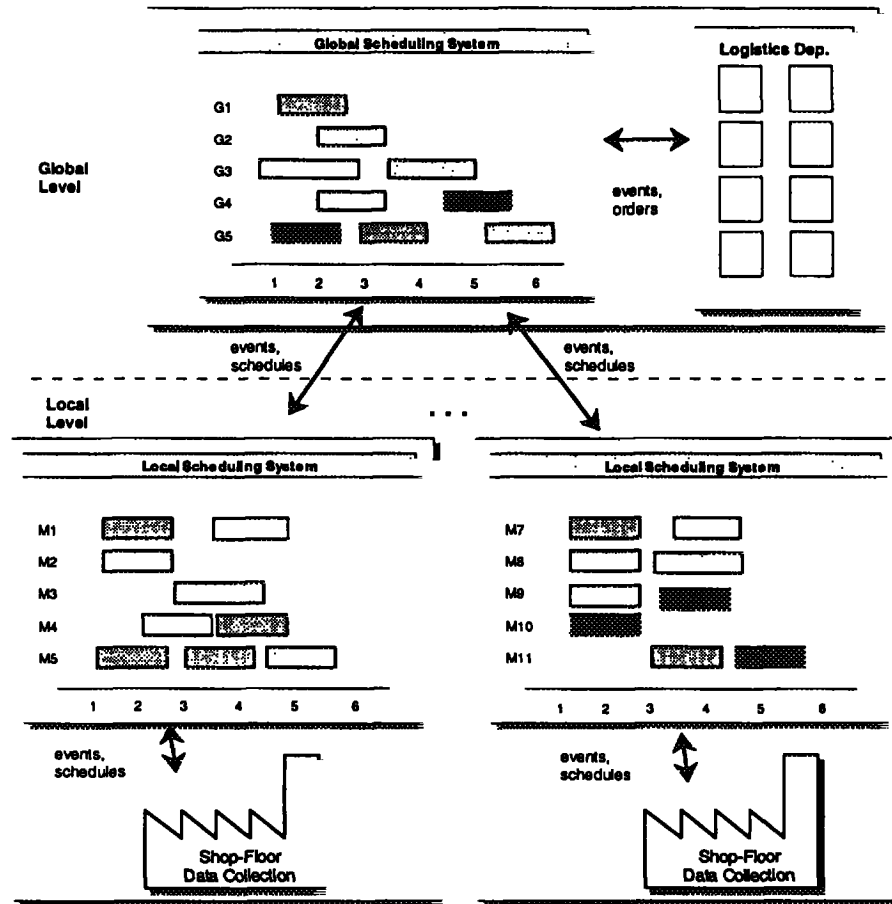 Global Scheduling System
Logistics Dep.
G1
G2
Global
Level
G3
G4
G5
events,
orders
1 2 3 4 5 6
events,
schedules
events,
schedules
Local
Level
. . .
Local Scheduling System
M1
M2
M3
M4
M5
1 2 3 4 5 6
events,
schedules
Shop-Floor
Data Collection
Local Scheduling System
M7
M8
M9
M10
M11
1 2 3 4 5 6
events,
schedules
Shop-Floor
Data Collection